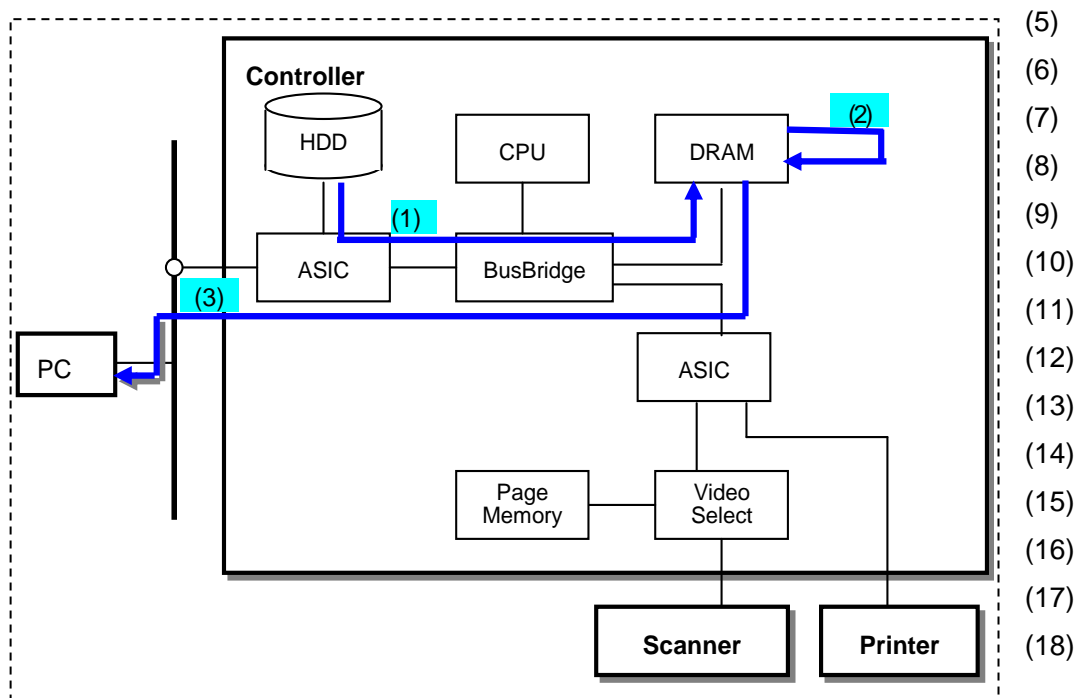 Controller
HDD
CPU
DRAM
(2)
(1)
ASIC
BusBridge
(3)
PC
ASIC
Page
Memory
Video
Select
Scanner
Printer
(5)
(6)
(7)
(8)
(9)
(10)
(11)
(12)
(13)
(14)
(15)
(16)
(17)
(18)